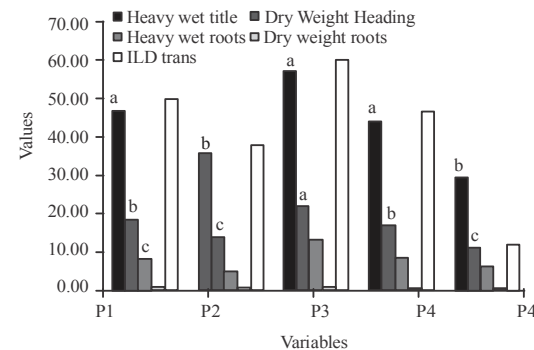 Heavy wet title Dry Weight Heading
Heavy wet roots Dry weight roots
ILD trans
70.00
60.00
50.00
40.00
30.00
20.00
10.00
0.00
Values
a
b
c
b
c
a
a
a
b
b
c
P1 P2 P3 P4 P4
Variables